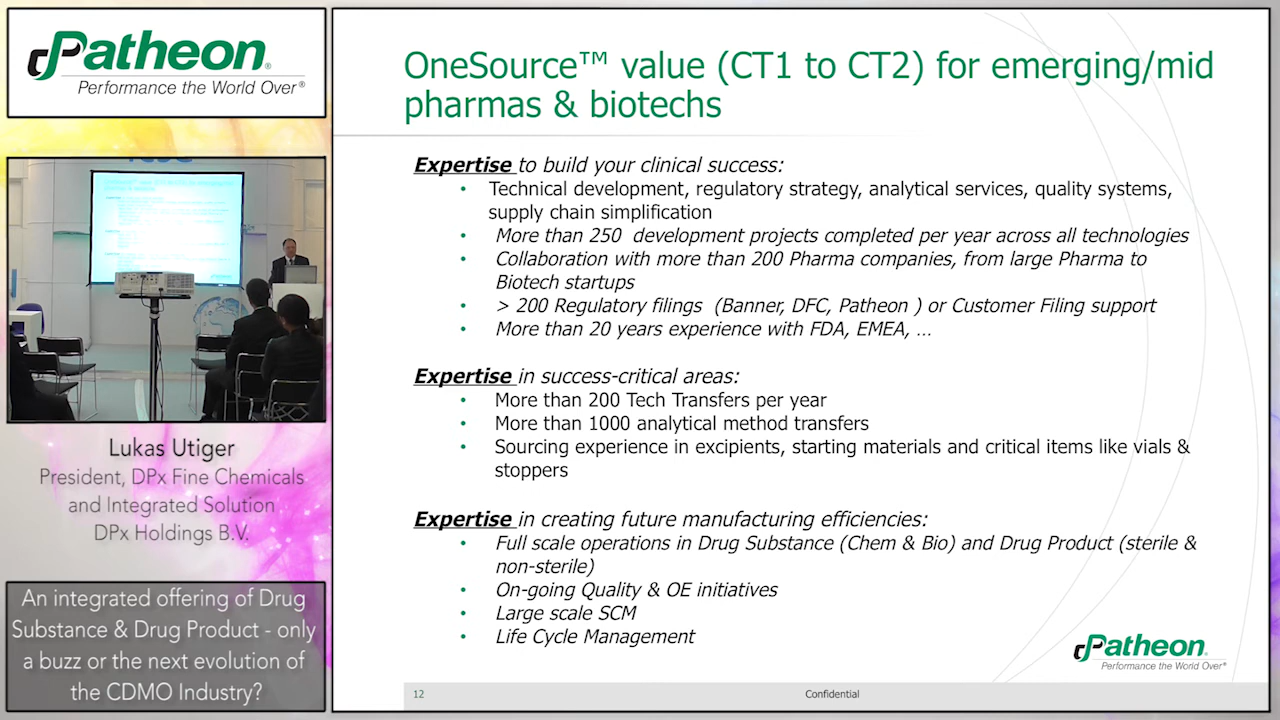 Patheon®
Performance the World Over®
Lukas Utiger
President, DPx Fine Chemicals
and Integrated Solution
DPx Holdings B.V.
An integrated offering of Drug
Substance & Drug Product - only
a buzz or the next evolution of
the CDMO Industry?
OneSource™ value (CT1 to CT2) for emerging/mid
pharmas & biotechs
Expertise to build your clinical success:
• Technical development, regulatory strategy, analytical services, quality systems,
supply chain simplification
• More than 250 development projects completed per year across all technologies
• Collaboration with more than 200 Pharma companies, from large Pharma to
Biotech startups
• > 200 Regulatory filings (Banner, DFC, Patheon ) or Customer Filing support
• More than 20 years experience with FDA, EMEA, …
Expertise in success-critical areas:
• More than 200 Tech Transfers per year
• More than 1000 analytical method transfers
• Sourcing experience in excipients, starting materials and critical items like vials &
stoppers
Expertise in creating future manufacturing efficiencies:
• Full scale operations in Drug Substance (Chem & Bio) and Drug Product (sterile &
non-sterile)
• On-going Quality & OE initiatives
• Large scale SCM
• Life Cycle Management
Patheon®
Performance the World Over®
12
Confidential